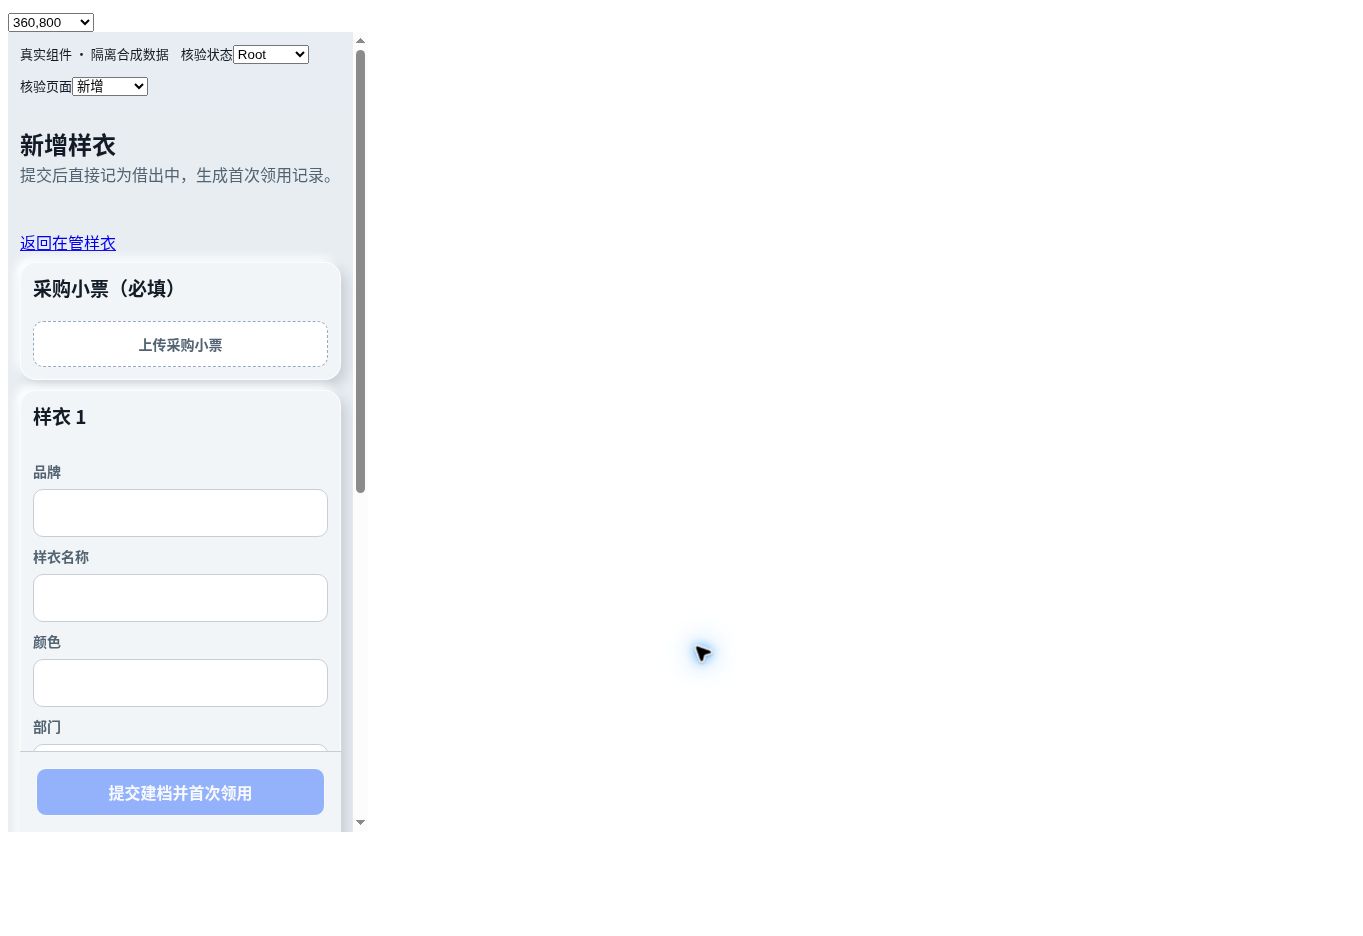 360,800
真实组件 · 隔离合成数据 核验状态 Root
核验页面 新增
新增样衣
提交后直接记为借出中，生成首次领用记录。
返回在管样衣
采购小票（必填）
上传采购小票
样衣 1
品牌
样衣名称
颜色
部门
提交建档并首次领用